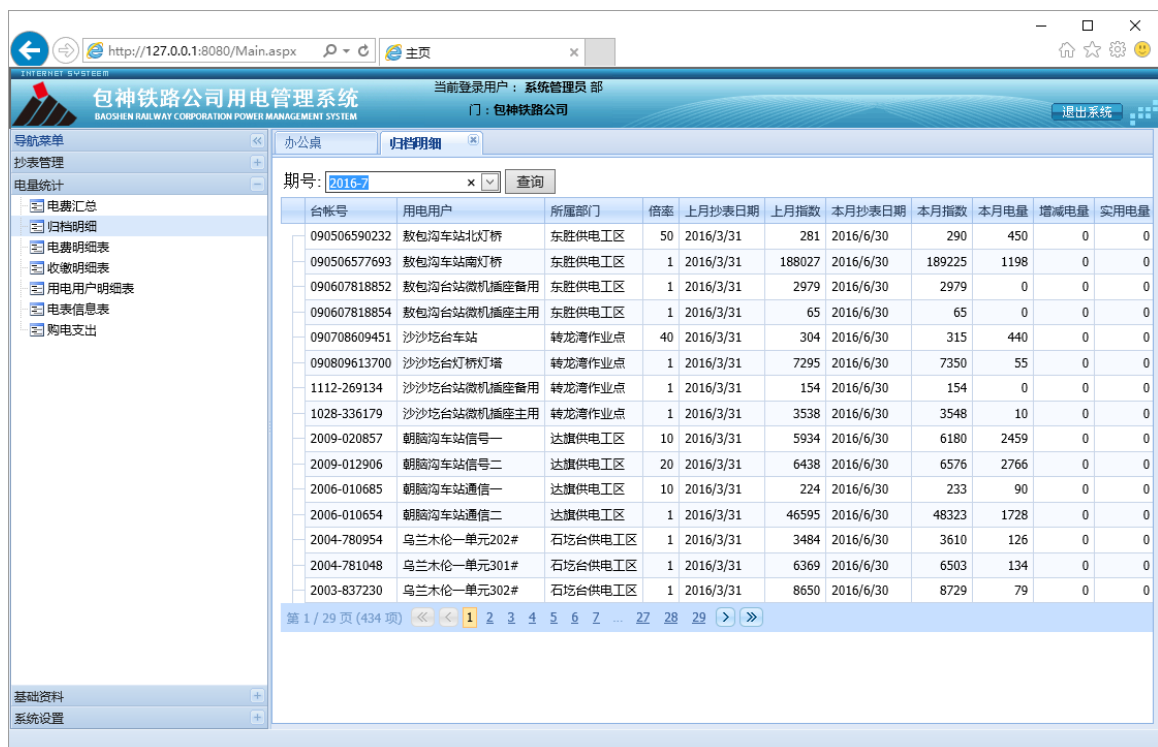 http://127.0.0.1:8080/Main.aspx 主页
INTERNET SYSTEEM
包神铁路公司用电管理系统
BAOSHEN RAILWAY CORPORATION POWER MANAGEMENT SYSTEM
当前登录用户： 系统管理员 部
门：包神铁路公司
退出系统
导航菜单
抄表管理
电量统计
电费汇总
归档明细
电费明细表
收缴明细表
用电用户明细表
电表信息表
购电支出
基础资料
系统设置
办公桌 归档明细
期号: 2016-7 查询
台帐号 用电用户 所属部门 倍率 上月抄表日期 上月指数 本月抄表日期 本月指数 本月电量 增减电量 实用电量
090506590232 敖包沟车站北灯桥 东胜供电工区 50 2016/3/31 281 2016/6/30 290 450 0 0
090506577693 敖包沟车站南灯桥 东胜供电工区 1 2016/3/31 188027 2016/6/30 189225 1198 0 0
090607818852 敖包沟台站微机插座备用 东胜供电工区 1 2016/3/31 2979 2016/6/30 2979 0 0 0
090607818854 敖包沟台站微机插座主用 东胜供电工区 1 2016/3/31 65 2016/6/30 65 0 0 0
090708609451 沙沙圪台车站 转龙湾作业点 40 2016/3/31 304 2016/6/30 315 440 0 0
090809613700 沙沙圪台灯桥灯塔 转龙湾作业点 1 2016/3/31 7295 2016/6/30 7350 55 0 0
1112-269134 沙沙圪台站微机插座备用 转龙湾作业点 1 2016/3/31 154 2016/6/30 154 0 0 0
1028-336179 沙沙圪台站微机插座主用 转龙湾作业点 1 2016/3/31 3538 2016/6/30 3548 10 0 0
2009-020857 朝脑沟车站信号一 达旗供电工区 10 2016/3/31 5934 2016/6/30 6180 2459 0 0
2009-012906 朝脑沟车站信号二 达旗供电工区 20 2016/3/31 6438 2016/6/30 6576 2766 0 0
2006-010685 朝脑沟车站通信一 达旗供电工区 10 2016/3/31 224 2016/6/30 233 90 0 0
2006-010654 朝脑沟车站通信二 达旗供电工区 1 2016/3/31 46595 2016/6/30 48323 1728 0 0
2004-780954 乌兰木伦一单元202# 石圪台供电工区 1 2016/3/31 3484 2016/6/30 3610 126 0 0
2004-781048 乌兰木伦一单元301# 石圪台供电工区 1 2016/3/31 6369 2016/6/30 6503 134 0 0
2003-837230 乌兰木伦一单元302# 石圪台供电工区 1 2016/3/31 8650 2016/6/30 8729 79 0 0
第 1 / 29 页 (434 项) 1 2 3 4 5 6 7 … 27 28 29